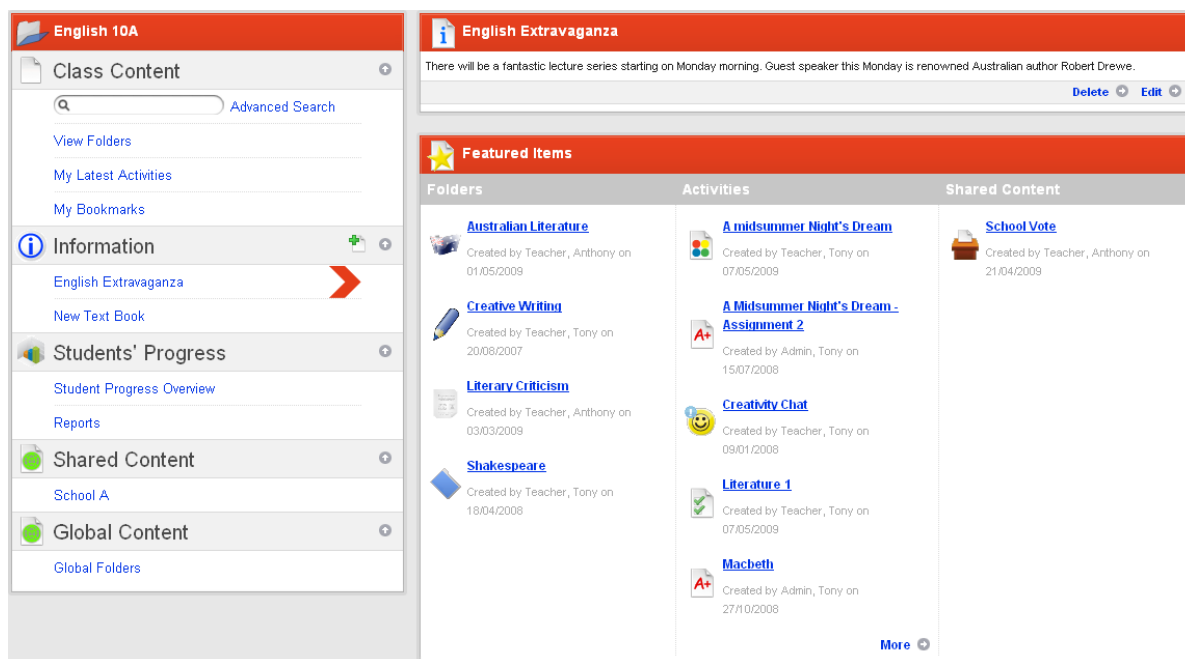 English 10A
Class Content
Advanced Search
View Folders
My Latest Activities
My Bookmarks
Information
English Extravaganza
New Text Book
Students' Progress
Student Progress Overview
Reports
Shared Content
School A
Global Content
Global Folders
English Extravaganza
There will be a fantastic lecture series starting on Monday morning. Guest speaker this Monday is renowned Australian author Robert Drewe.
Delete Edit
Featured Items
Folders
Australian Literature
Created by Teacher, Anthony on
01/05/2009
Creative Writing
Created by Teacher, Tony on
20/08/2007
Literary Criticism
Created by Teacher, Anthony on
03/03/2009
Shakespeare
Created by Teacher, Tony on
18/04/2008
Activities
A midsummer Night's Dream
Created by Teacher, Tony on
07/05/2009
A Midsummer Night's Dream -
Assignment 2
A+
Created by Admin, Tony on
15/07/2008
Creativity Chat
Created by Teacher, Tony on
09/01/2008
Literature 1
Created by Teacher, Tony on
07/05/2009
Macbeth
A+
Created by Admin, Tony on
27/10/2008
More
Shared Content
School Vote
Created by Teacher, Anthony on
21/04/2009